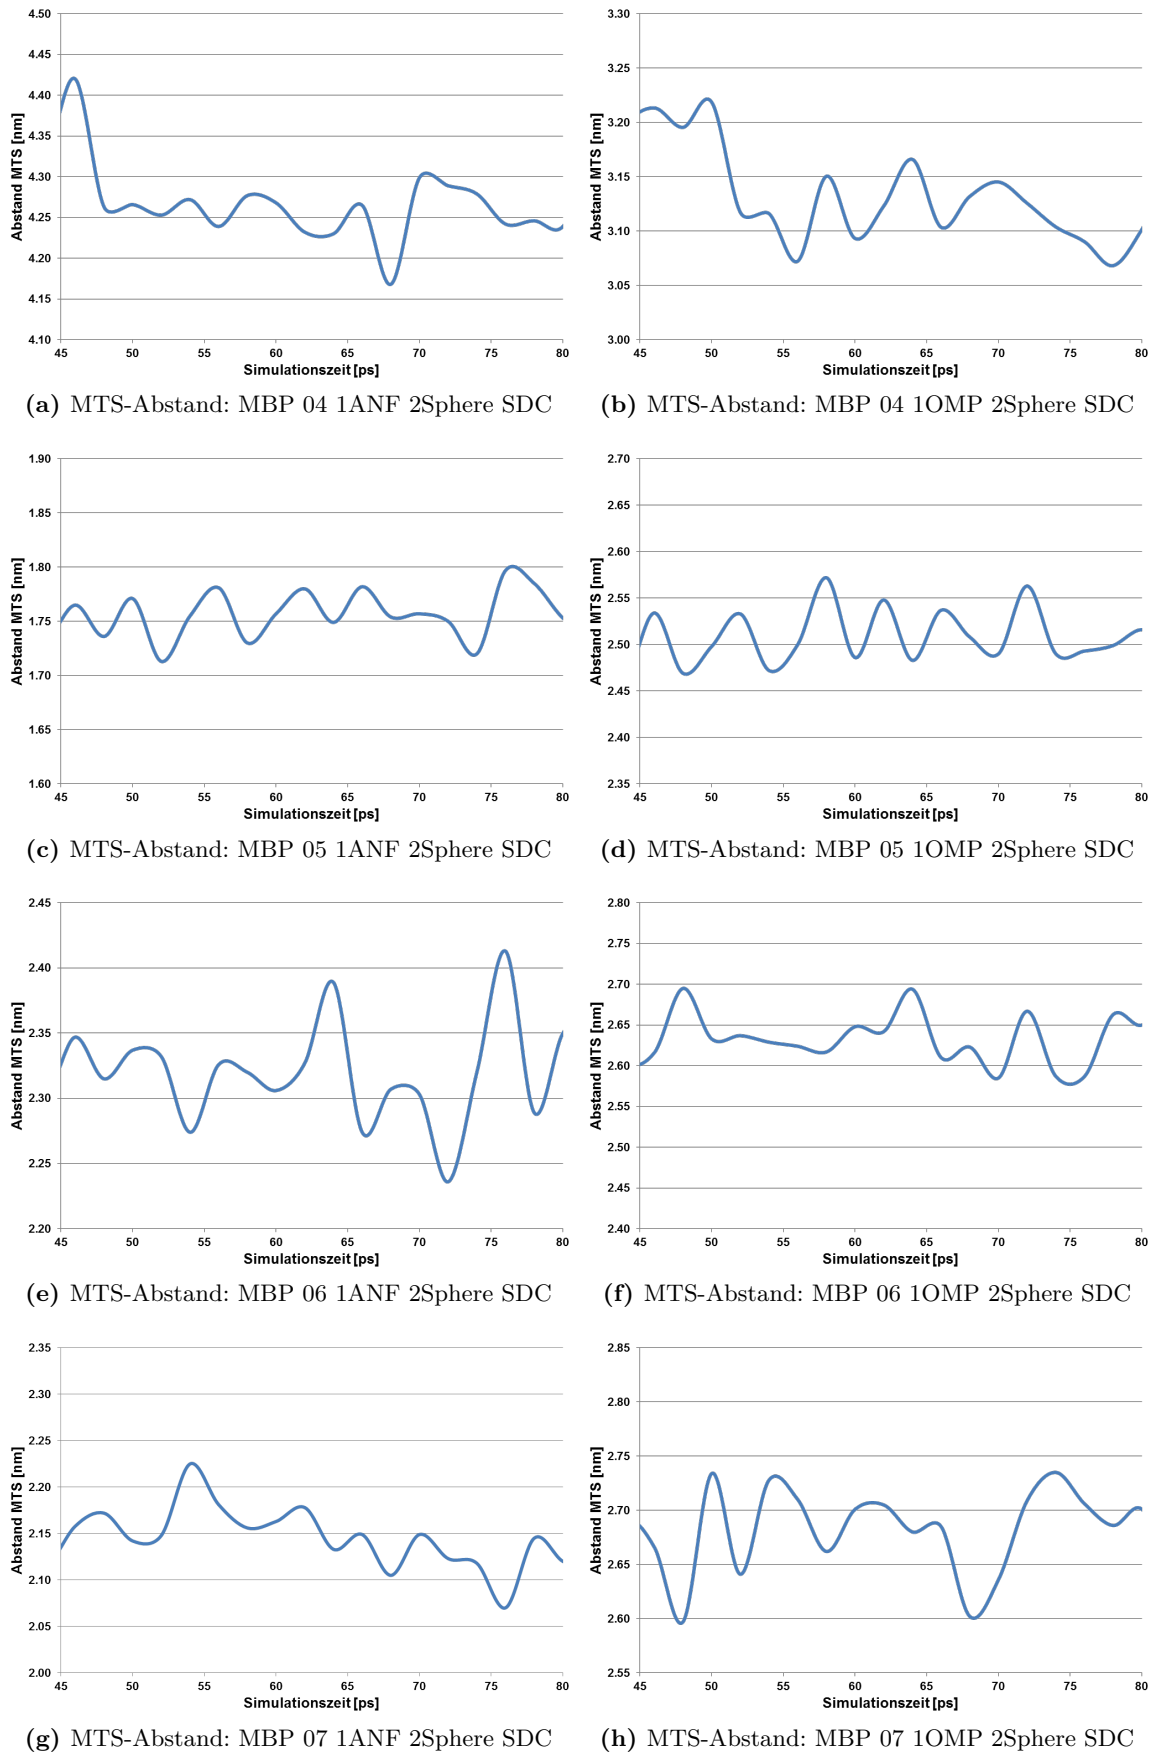 4.50
4.45
4.40
4.35
4.30
4.25
4.20
4.15
4.10
Abstand MTS [nm]
45 50 55 60 65 70 75 80
Simulationszeit [ps]
(a) MTS-Abstand: MBP 04 1ANF 2Sphere SDC
3.30
3.25
3.20
3.15
3.10
3.05
3.00
Abstand MTS [nm]
45 50 55 60 65 70 75 80
Simulationszeit [ps]
(b) MTS-Abstand: MBP 04 1OMP 2Sphere SDC
1.90
1.85
1.80
1.75
1.70
1.65
1.60
Abstand MTS [nm]
45 50 55 60 65 70 75 80
Simulationszeit [ps]
(c) MTS-Abstand: MBP 05 1ANF 2Sphere SDC
2.70
2.65
2.60
2.55
2.50
2.45
2.40
2.35
Abstand MTS [nm]
45 50 55 60 65 70 75 80
Simulationszeit [ps]
(d) MTS-Abstand: MBP 05 1OMP 2Sphere SDC
2.45
2.40
2.35
2.30
2.25
2.20
Abstand MTS [nm]
45 50 55 60 65 70 75 80
Simulationszeit [ps]
(e) MTS-Abstand: MBP 06 1ANF 2Sphere SDC
2.80
2.75
2.70
2.65
2.60
2.55
2.50
2.45
2.40
Abstand MTS [nm]
45 50 55 60 65 70 75 80
Simulationszeit [ps]
(f) MTS-Abstand: MBP 06 1OMP 2Sphere SDC
2.35
2.30
2.25
2.20
2.15
2.10
2.05
2.00
Abstand MTS [nm]
45 50 55 60 65 70 75 80
Simulationszeit [ps]
(g) MTS-Abstand: MBP 07 1ANF 2Sphere SDC
2.85
2.80
2.75
2.70
2.65
2.60
2.55
Abstand MTS [nm]
45 50 55 60 65 70 75 80
Simulationszeit [ps]
(h) MTS-Abstand: MBP 07 1OMP 2Sphere SDC